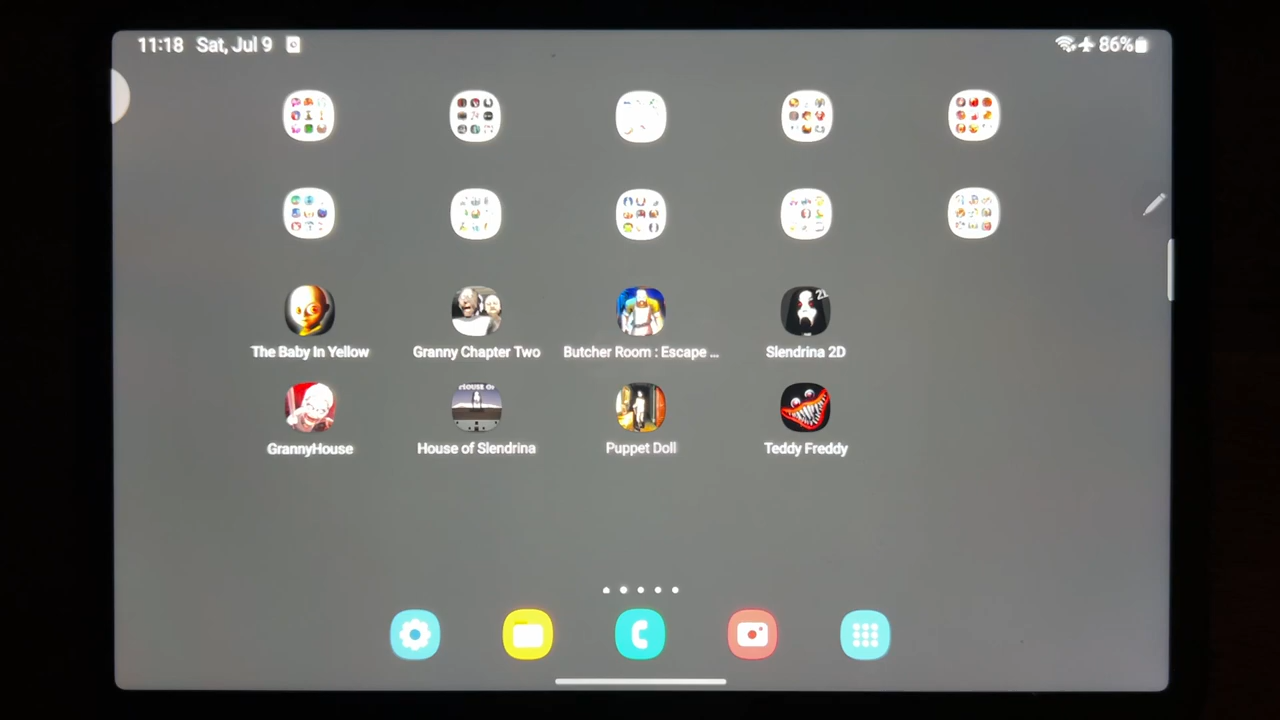 11:18 Sat, Jul 9
86%
The Baby In Yellow
Granny Chapter Two
Butcher Room : Escape ...
Slendrina 2D
GrannyHouse
House of Slendrina
Puppet Doll
Teddy Freddy